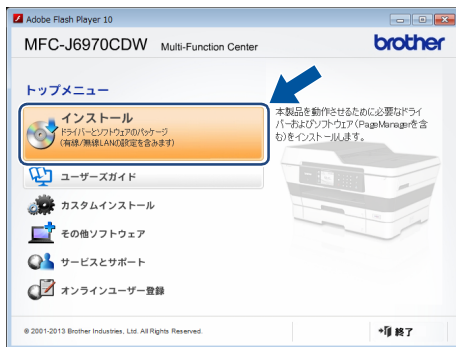 Adobe Flash Player 10
MFC-J6970CDW Multi-Function Center
brother
トップメニュー
インストール
ドライバーとソフトウェアのパッケージ
(有線/無線LANの設定を含みます)
本製品を動作させるために必要なドライ
バーおよびソフトウェア(PageManagerを含
む)をインストールします。
ユーザーズガイド
カスタムインストール
その他ソフトウェア
サービスとサポート
オンラインユーザー登録
© 2001-2013 Brother Industries, Ltd. All Rights Reserved.
終了